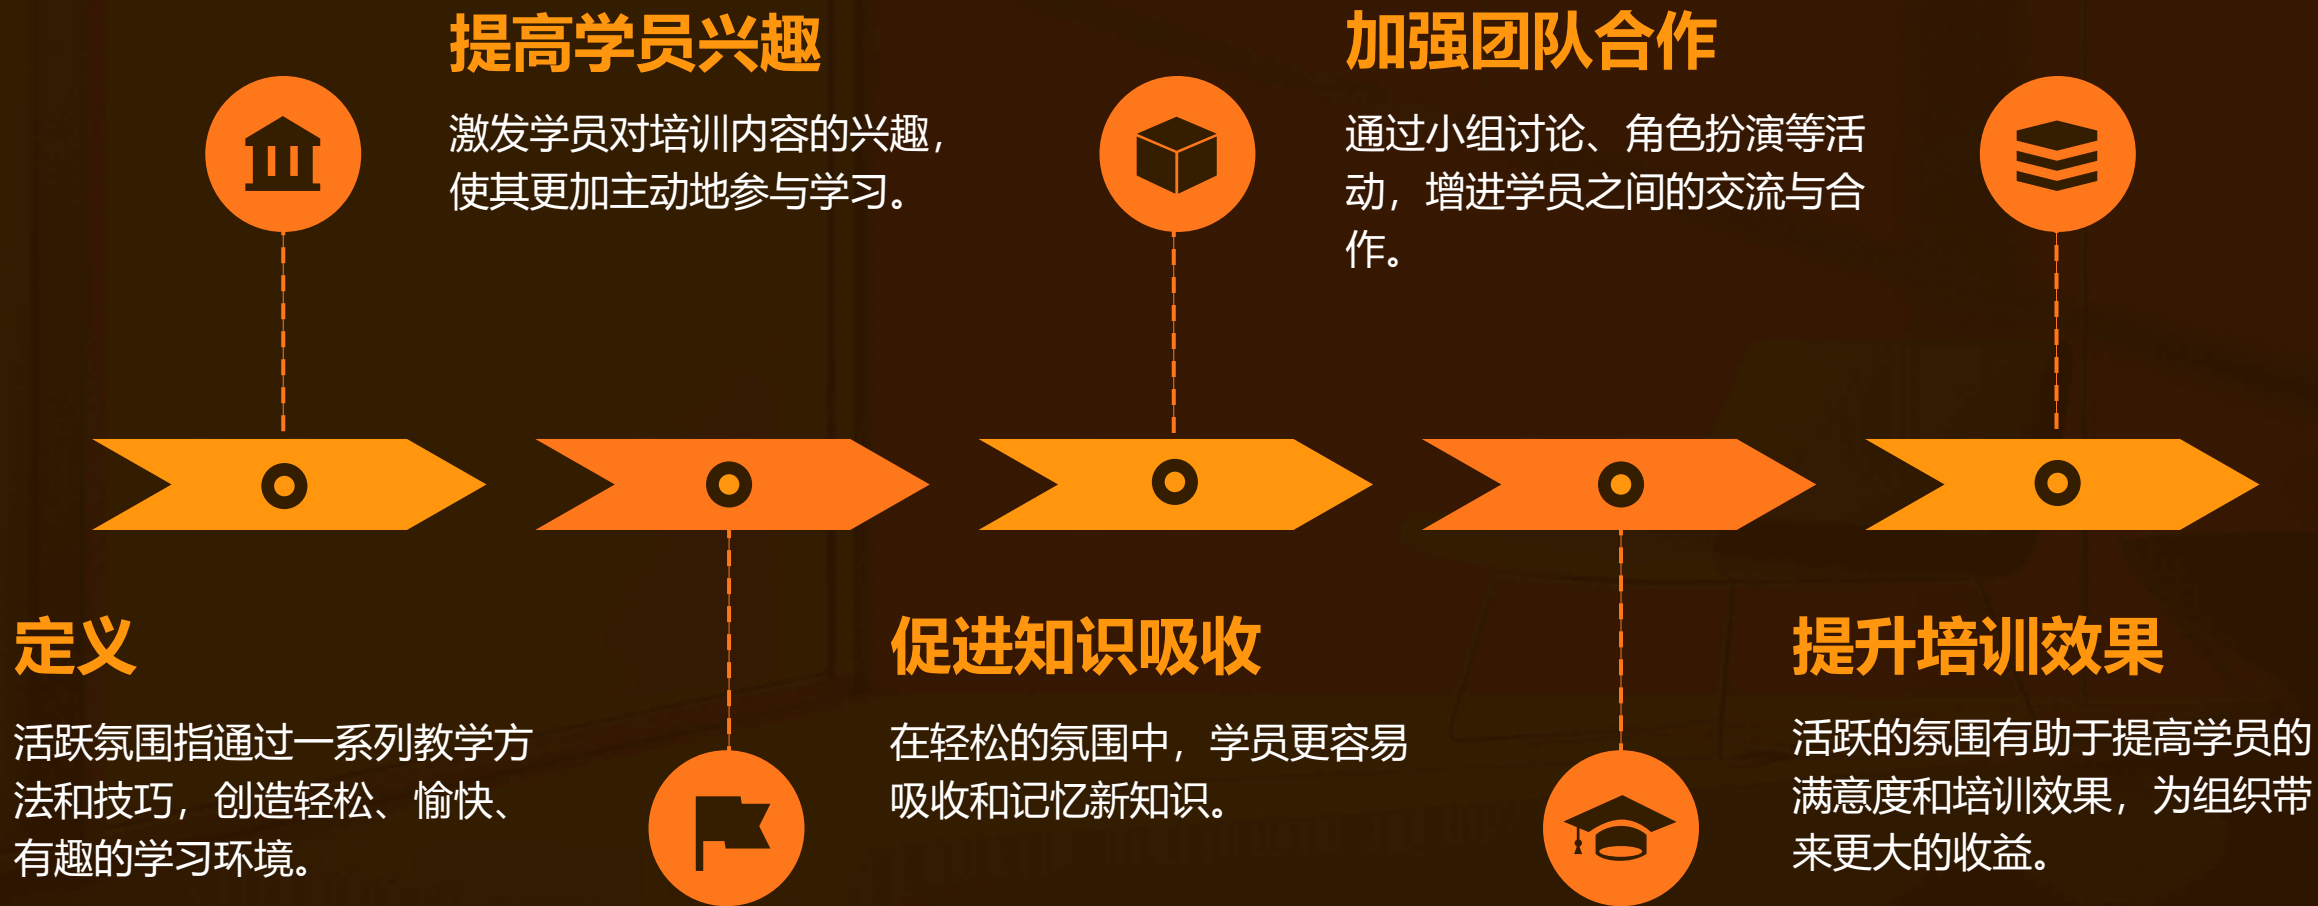 定义
活跃氛围指通过一系列教学方
法和技巧，创造轻松、愉快、
有趣的学习环境。
提高学员兴趣
激发学员对培训内容的兴趣，
使其更加主动地参与学习。
促进知识吸收
在轻松的氛围中，学员更容易
吸收和记忆新知识。
加强团队合作
通过小组讨论、角色扮演等活
动，增进学员之间的交流与合
作。
提升培训效果
活跃的氛围有助于提高学员的
满意度和培训效果，为组织带
来更大的收益。